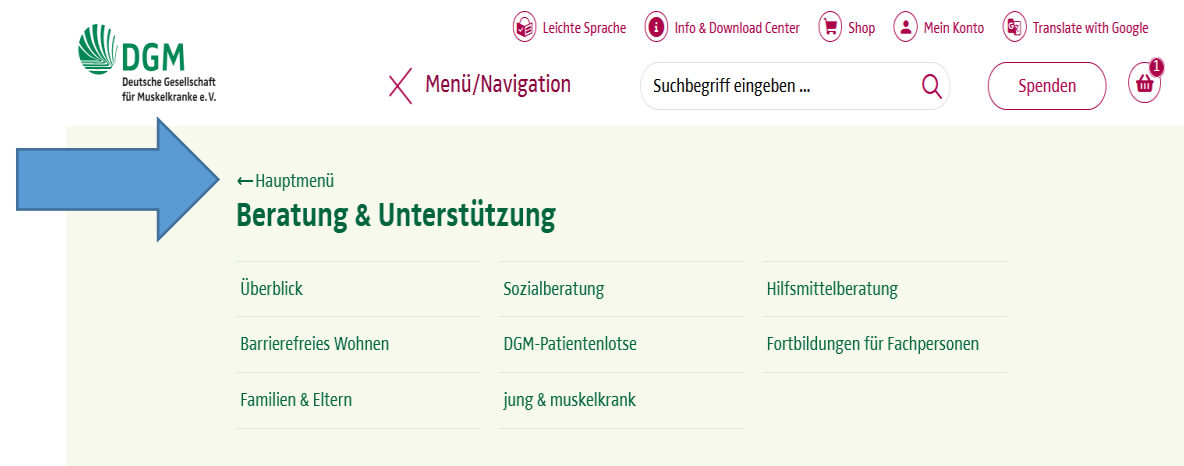 Leichte Sprache
Info & Download Center
Shop
Mein Konto
Translate with Google
DGM
Deutsche Gesellschaft
für Muskelkranke e.V.
Menü/Navigation
Suchbegriff eingeben ...
Spenden
1
←Hauptmenü
Beratung & Unterstützung
Überblick
Sozialberatung
Hilfsmittelberatung
Barrierefreies Wohnen
DGM-Patientenlotse
Fortbildungen für Fachpersonen
Familien & Eltern
jung & muskelkrank